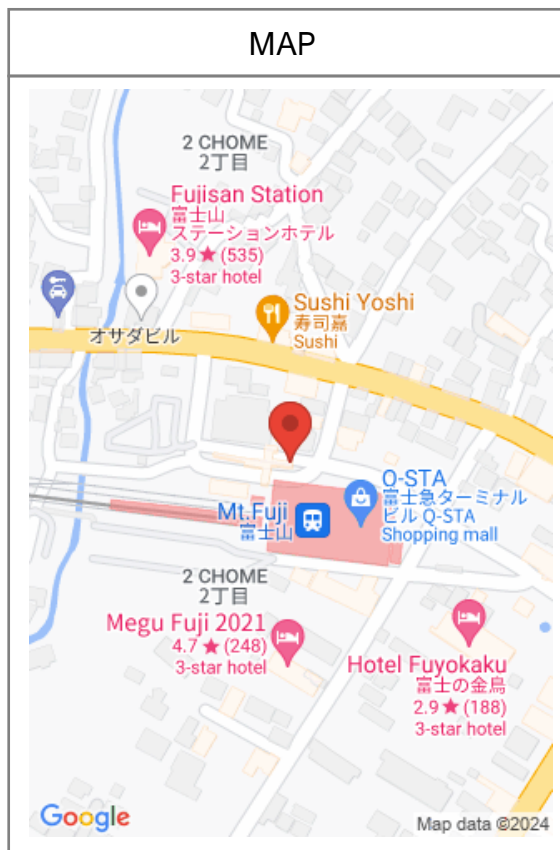 MAP
2 CHOME
2丁目
Fujisan Station
富士山
ステーションホテル
3.9★ (535)
3-star hotel
オサダビル
Sushi Yoshi
寿司嘉
Sushi
Q-STA
富士急ターミナル
ビル Q-STA
Shopping mall
Mt.Fuji
富士山
2 CHOME
2丁目
Megu Fuji 2021
4.7 ★ (248)
3-star hotel
Hotel Fuyokaku
富士の金鳥
2.9★ (188)
3-star hotel
Google
Map data ©2024